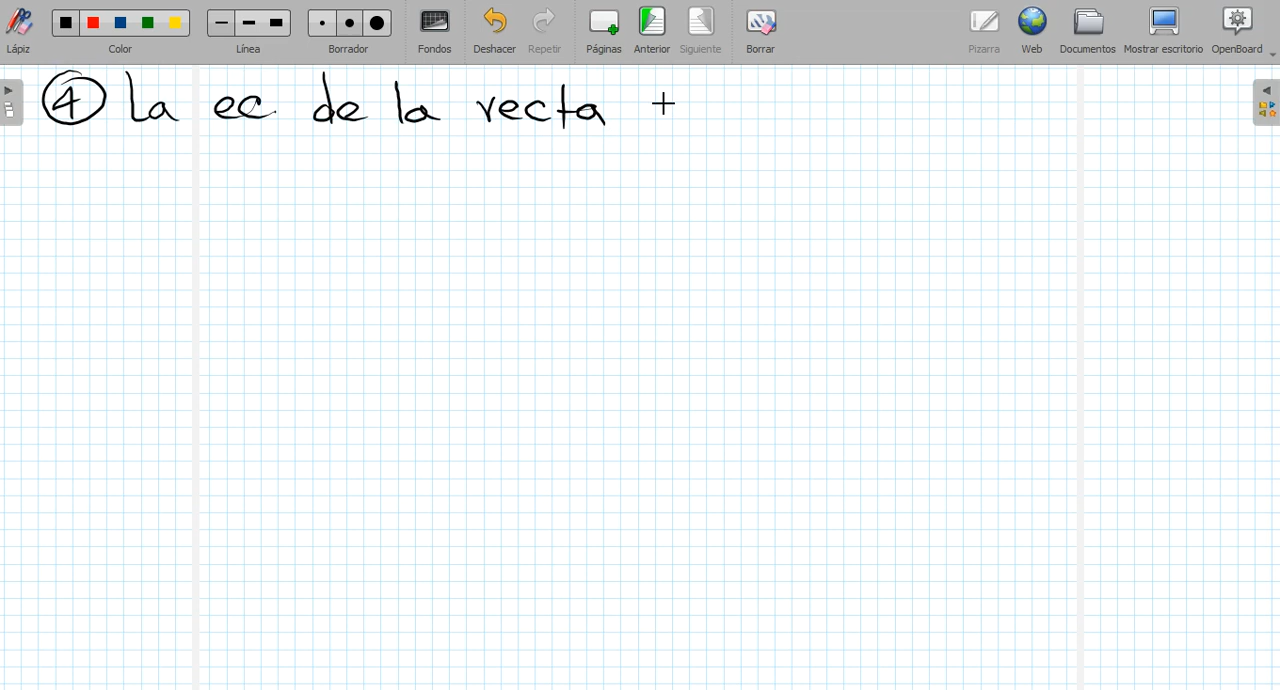 Lápiz Color Línea Borrador Fondos Deshacer Repetir Páginas Anterior Siguiente Borrar Pizarra Web Documentos Mostrar escritorio OpenBoard
④ La ec. de la recta